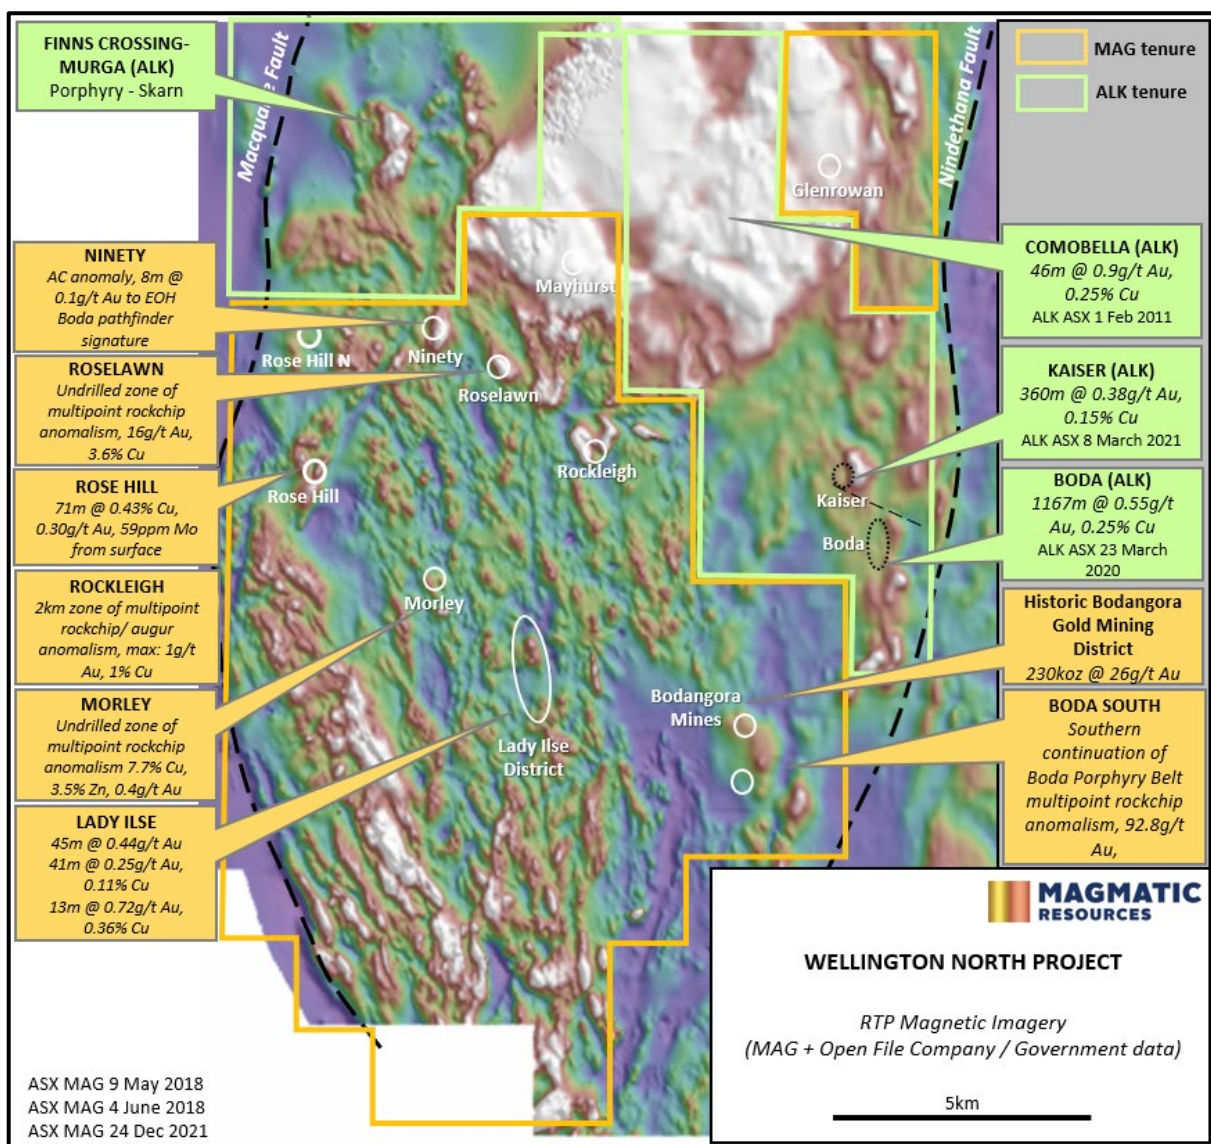 FINNS CROSSING-
MURGA (ALK)
Porphyry - Skarn
Macquarie Fault
Nindethana Fault
MAG tenure
ALK tenure
Glenrowan
NINETY
AC anomaly, 8m @
0.1g/t Au to EOH
Boda pathfinder
signature
ROSELAWN
Undrilled zone of
multipoint rockchip
anomalism, 16g/t Au,
3.6% Cu
ROSE HILL
71m @ 0.43% Cu,
0.30g/t Au, 59ppm Mo
from surface
ROCKLEIGH
2km zone of multipoint
rockchip/ augur
anomalism, max: 1g/t
Au, 1% Cu
MORLEY
Undrilled zone of
multipoint rockchip
anomalism 7.7% Cu,
3.5% Zn, 0.4g/t Au
LADY ILSE
45m @ 0.44g/t Au
41m @ 0.25g/t Au,
0.11% Cu
13m @ 0.72g/t Au,
0.36% Cu
Mayhurst
Rose Hill N
Ninety
Roselawn
Rockleigh
Rose Hill
Kaiser
Boda
Morley
Bodangora
Mines
Lady Ilse
District
COMOBELLA (ALK)
46m @ 0.9g/t Au,
0.25% Cu
ALK ASX 1 Feb 2011
KAISER (ALK)
360m @ 0.38g/t Au,
0.15% Cu
ALK ASX 8 March 2021
BODA (ALK)
1167m @ 0.55g/t
Au, 0.25% Cu
ALK ASX 23 March
2020
Historic Bodangora
Gold Mining
District
230koz @ 26g/t Au
BODA SOUTH
Southern
continuation of
Boda Porphyry Belt
multipoint rockchip
anomalism, 92.8g/t
Au,
MAGMATIC
RESOURCES
WELLINGTON NORTH PROJECT
RTP Magnetic Imagery
(MAG + Open File Company / Government data)
5km
ASX MAG 9 May 2018
ASX MAG 4 June 2018
ASX MAG 24 Dec 2021